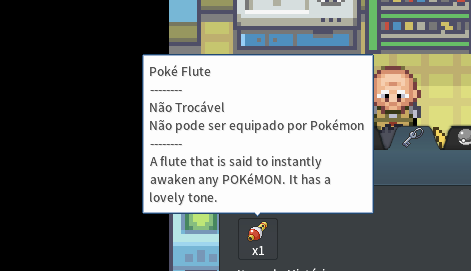 Poké Flute
--------
Não Trocável
Não pode ser equipado por Pokémon
--------
A flute that is said to instantly
awaken any POKéMON. It has a
lovely tone.
x1